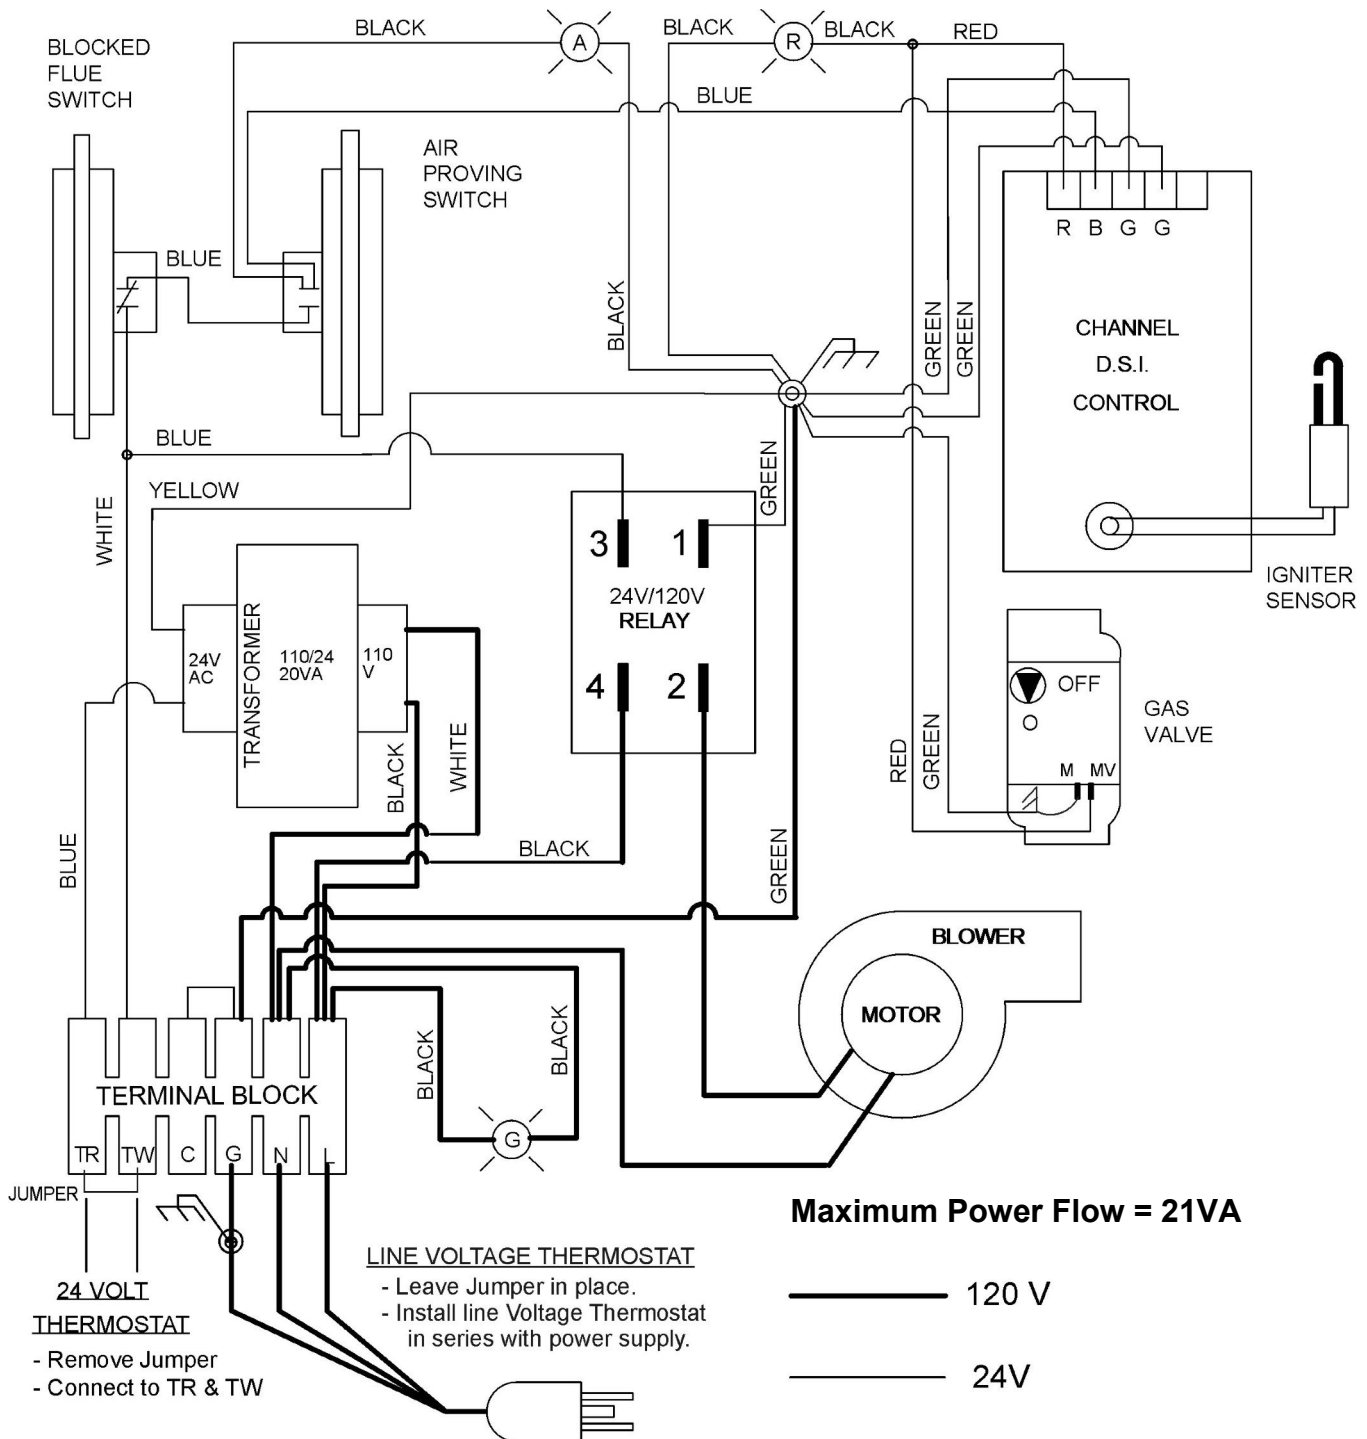 BLACK
A
BLACK
R
BLACK
RED
BLOCKED
FLUE
SWITCH
BLUE
AIR
PROVING
SWITCH
R B G G
BLUE
BLACK
GREEN
GREEN
CHANNEL
D.S.I.
CONTROL
BLUE
YELLOW
WHITE
GREEN
3
1
24V/120V
RELAY
4
2
IGNITER
SENSOR
24V
AC
TRANSFORMER
110/24
20VA
110
V
BLACK
WHITE
OFF
O
M MV
GAS
VALVE
RED
GREEN
BLUE
BLACK
GREEN
BLOWER
MOTOR
BLACK
BLACK
TERMINAL BLOCK
G
TR TW C G N L
JUMPER
Maximum Power Flow = 21VA
24 VOLT
THERMOSTAT
- Remove Jumper
- Connect to TR & TW
LINE VOLTAGE THERMOSTAT
- Leave Jumper in place.
- Install line Voltage Thermostat
in series with power supply.
120 V
24V